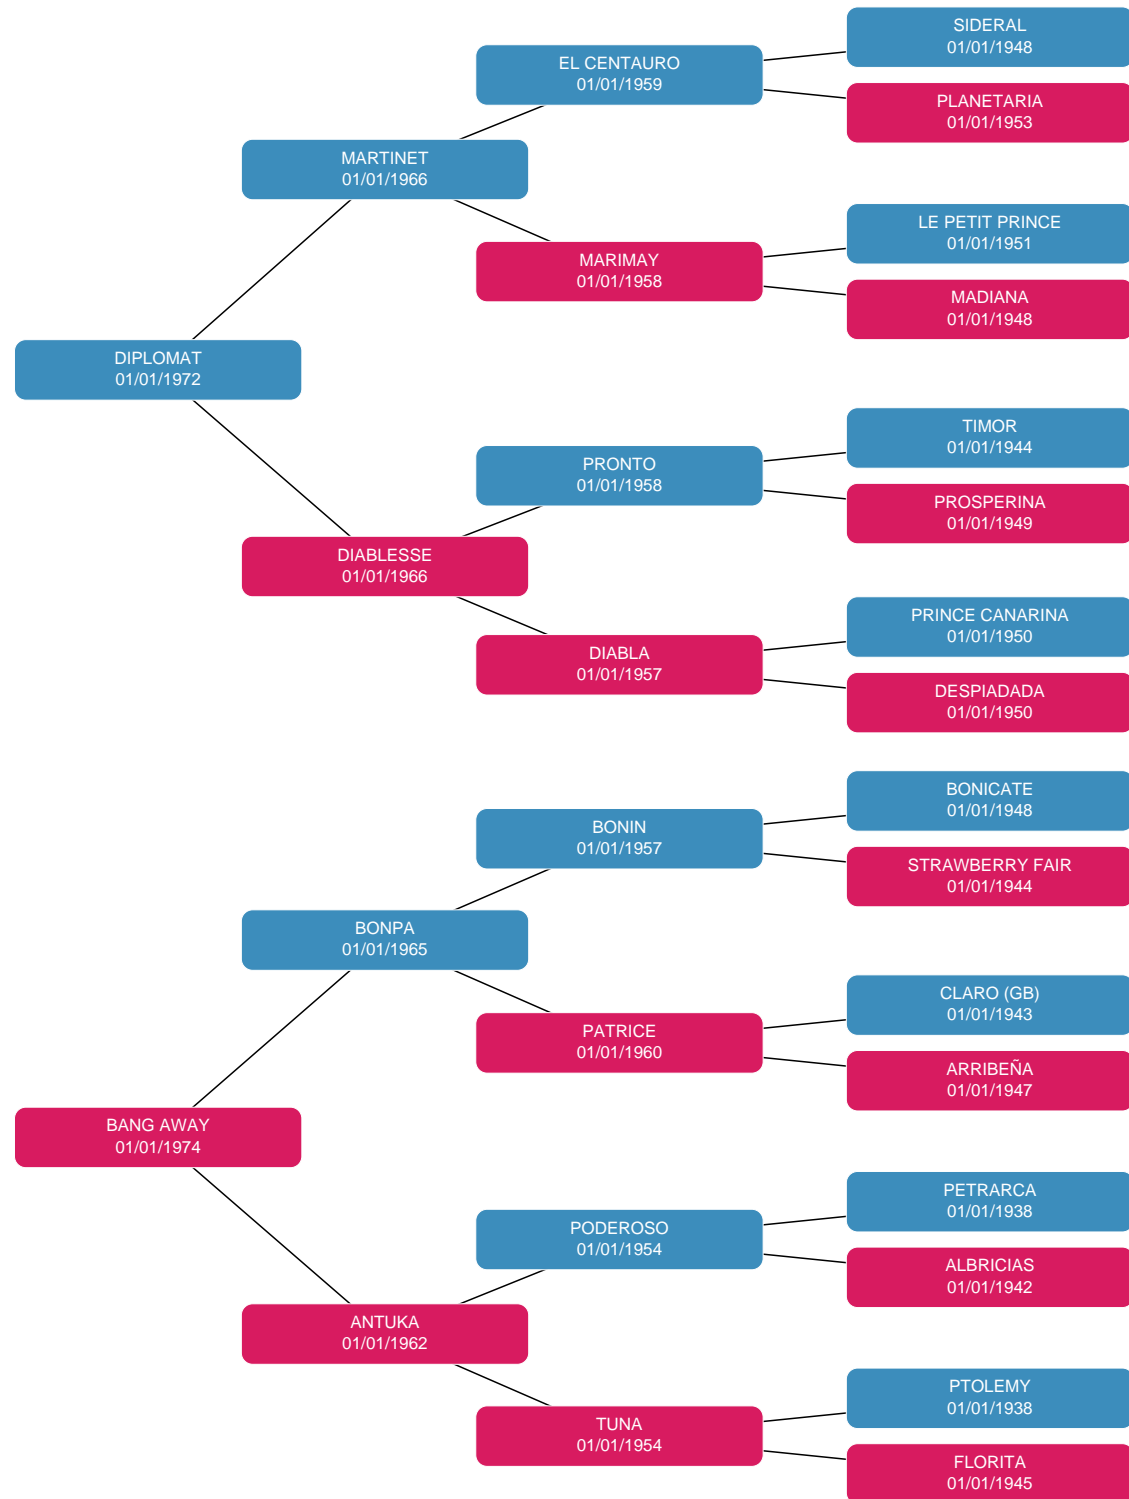 SIDERAL
01/01/1948
EL CENTAURO
01/01/1959
PLANETARIA
01/01/1953
MARTINET
01/01/1966
LE PETIT PRINCE
01/01/1951
MARIMAY
01/01/1958
MADIANA
01/01/1948
DIPLOMAT
01/01/1972
TIMOR
01/01/1944
PRONTO
01/01/1958
PROSPERINA
01/01/1949
DIABLESSE
01/01/1966
PRINCE CANARINA
01/01/1950
DIABLA
01/01/1957
DESPIADADA
01/01/1950
BONICATE
01/01/1948
BONIN
01/01/1957
STRAWBERRY FAIR
01/01/1944
BONPA
01/01/1965
CLARO (GB)
01/01/1943
PATRICE
01/01/1960
ARRIBEÑA
01/01/1947
BANG AWAY
01/01/1974
PETRARCA
01/01/1938
PODEROSO
01/01/1954
ALBRICIAS
01/01/1942
ANTUKA
01/01/1962
PTOLEMY
01/01/1938
TUNA
01/01/1954
FLORITA
01/01/1945